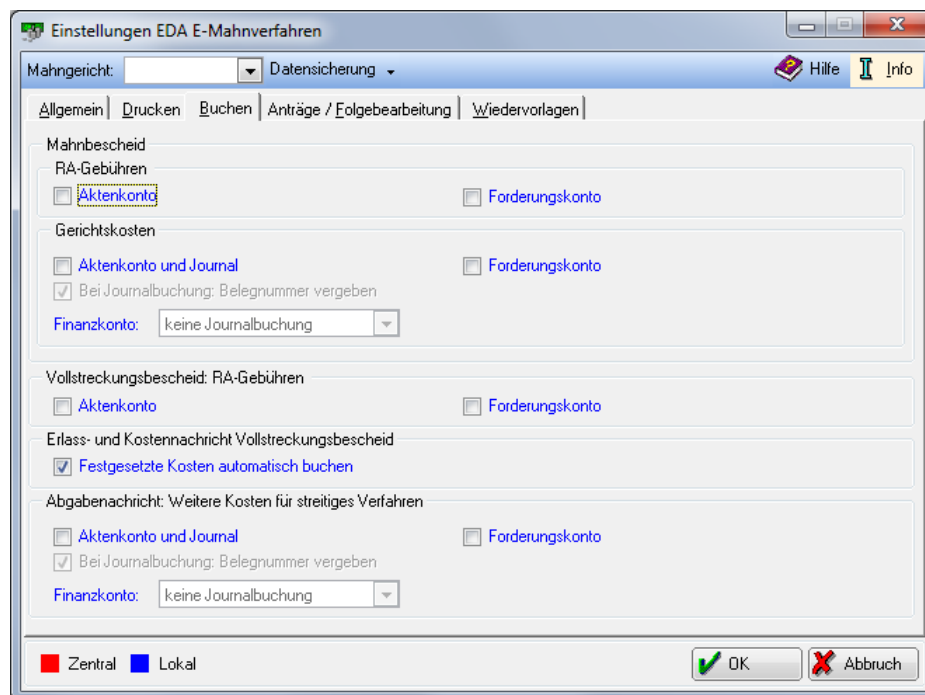 Einstellungen EDA E-Mahnverfahren
Mahngericht: Datensicherung Hilfe Info
Allgemein Drucken Buchen Anträge / Folgebearbeitung Wiedervorlagen
Mahnbescheid
RA-Gebühren
Aktenkonto Forderungskonto
Gerichtskosten
Aktenkonto und Journal Forderungskonto
Bei Journalbuchung: Belegnummer vergeben
Finanzkonto: keine Journalbuchung
Vollstreckungsbescheid: RA-Gebühren
Aktenkonto Forderungskonto
Erlass- und Kostennachricht Vollstreckungsbescheid
Festgesetzte Kosten automatisch buchen
Abgabenachricht: Weitere Kosten für streitiges Verfahren
Aktenkonto und Journal Forderungskonto
Bei Journalbuchung: Belegnummer vergeben
Finanzkonto: keine Journalbuchung
Zentral Lokal OK Abbruch